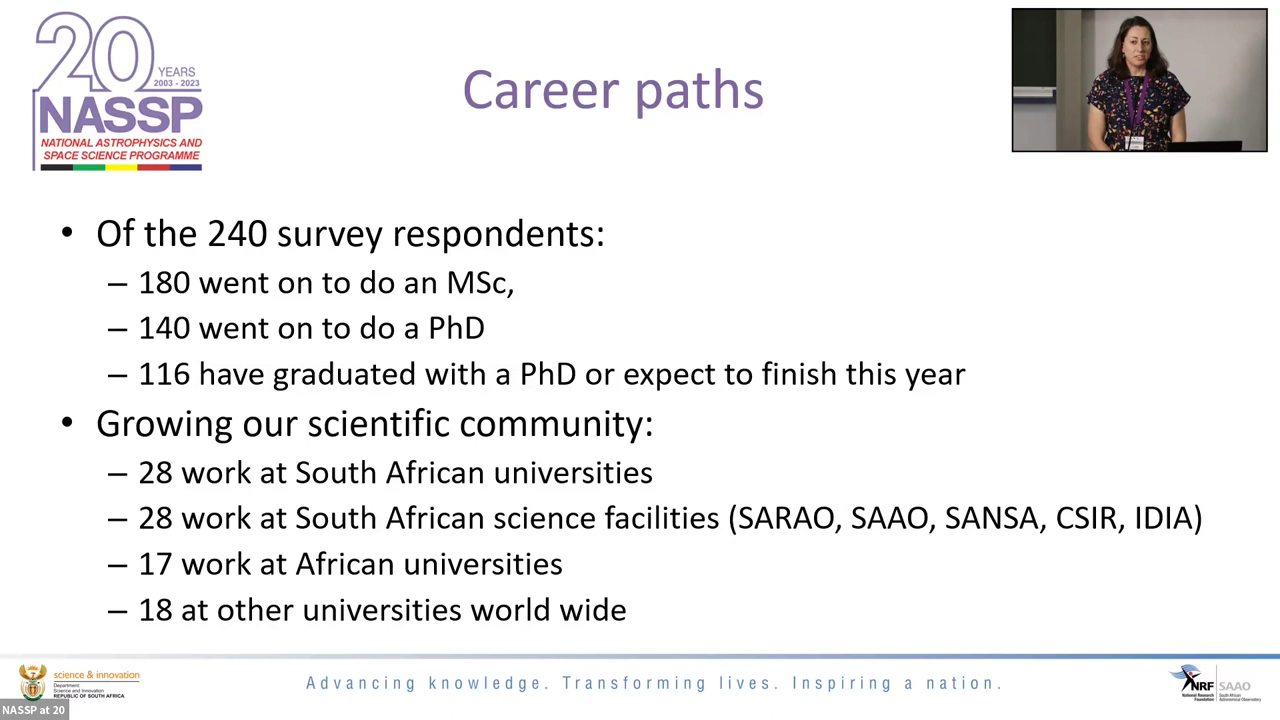 20
YEARS
2003 - 2023
NASSP
NATIONAL ASTROPHYSICS AND
SPACE SCIENCE PROGRAMME
Career paths
• Of the 240 survey respondents:
– 180 went on to do an MSc,
– 140 went on to do a PhD
– 116 have graduated with a PhD or expect to finish this year
• Growing our scientific community:
– 28 work at South African universities
– 28 work at South African science facilities (SARAO, SAAO, SANSA, CSIR, IDIA)
– 17 work at African universities
– 18 at other universities world wide
science & innovation
Department:
Science and Innovation
REPUBLIC OF SOUTH AFRICA
Advancing knowledge. Transforming lives. Inspiring a nation.
NRF
National Research
Foundation
SAAO
South African
Astronomical Observatory
NASSP at 20